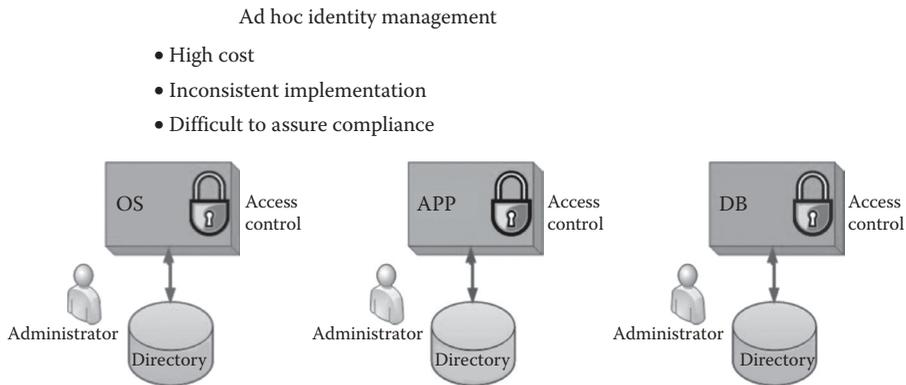 Ad hoc identity management
• High cost
• Inconsistent implementation
• Difficult to assure compliance
OS
Access
control
APP
Access
control
DB
Access
control
Administrator
Directory
Administrator
Directory
Administrator
Directory